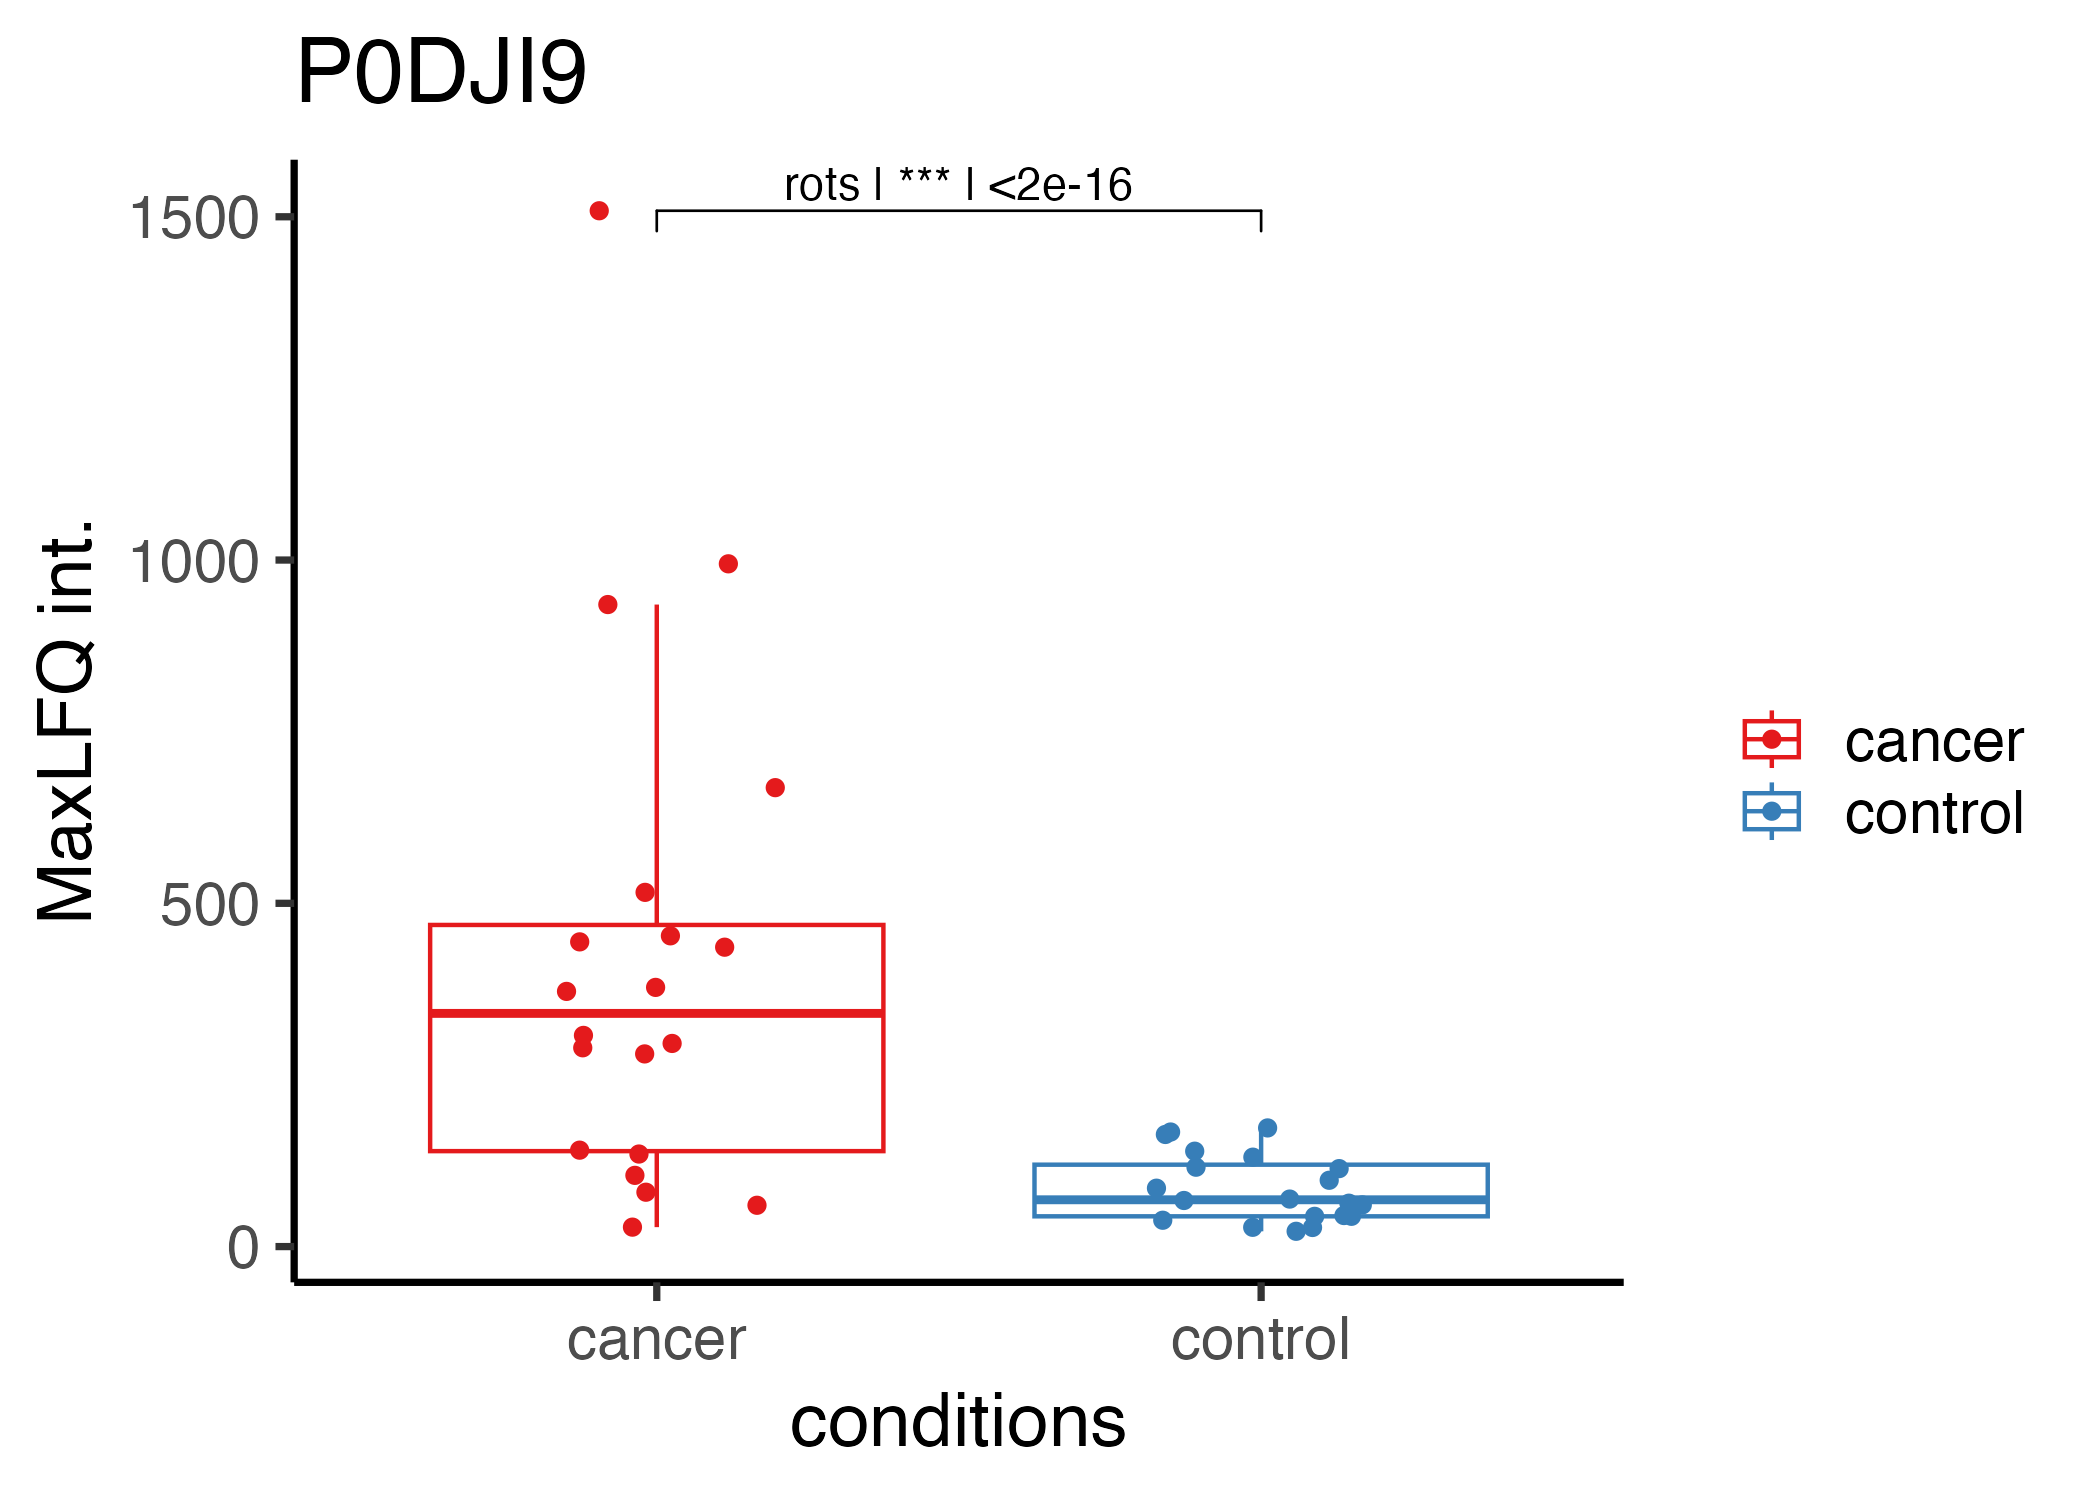 P0DJI9
rots | *** | <2e-16
1500
1000
500
0
MaxLFQ int.
cancer
control
conditions
cancer
control